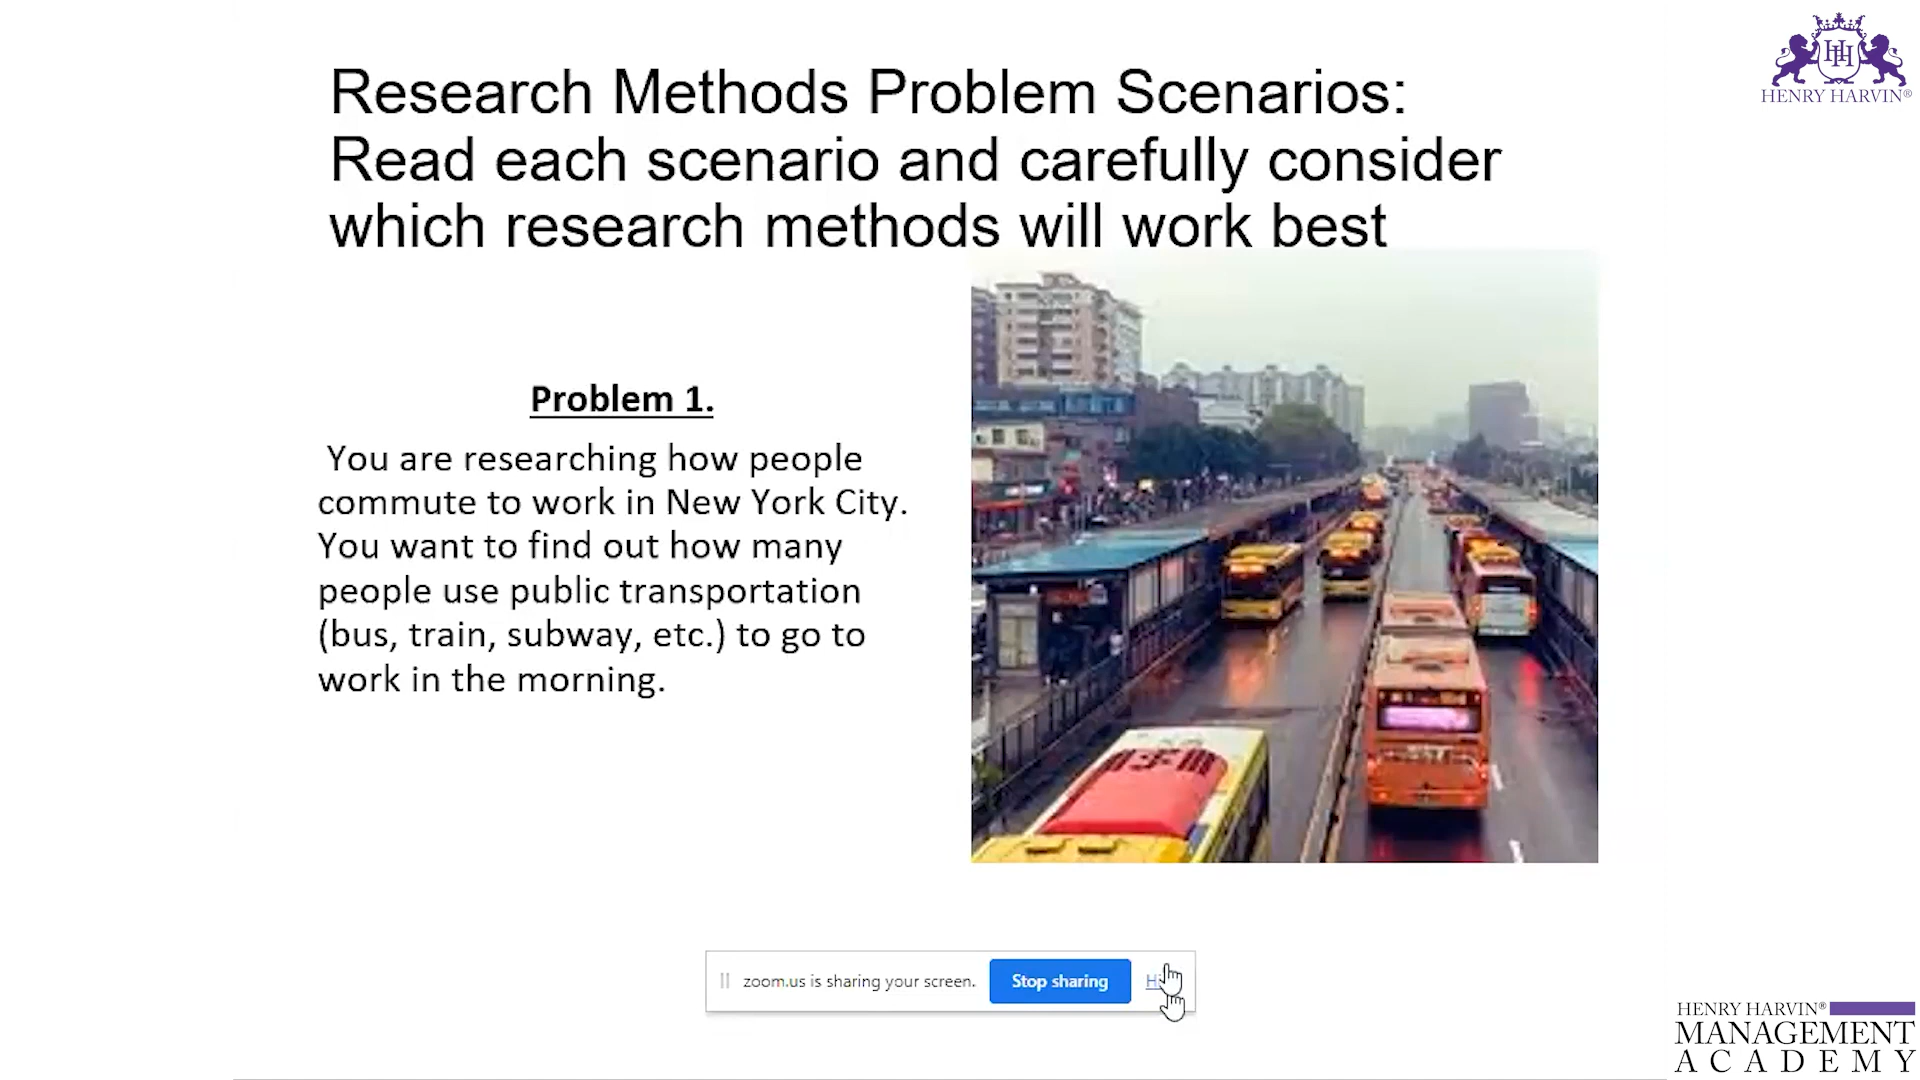 HENRY HARVIN®
Research Methods Problem Scenarios:
Read each scenario and carefully consider
which research methods will work best
Problem 1.
You are researching how people
commute to work in New York City.
You want to find out how many
people use public transportation
(bus, train, subway, etc.) to go to
work in the morning.
zoom.us is sharing your screen. Stop sharing
HENRY HARVIN®
MANAGEMENT
ACADEMY